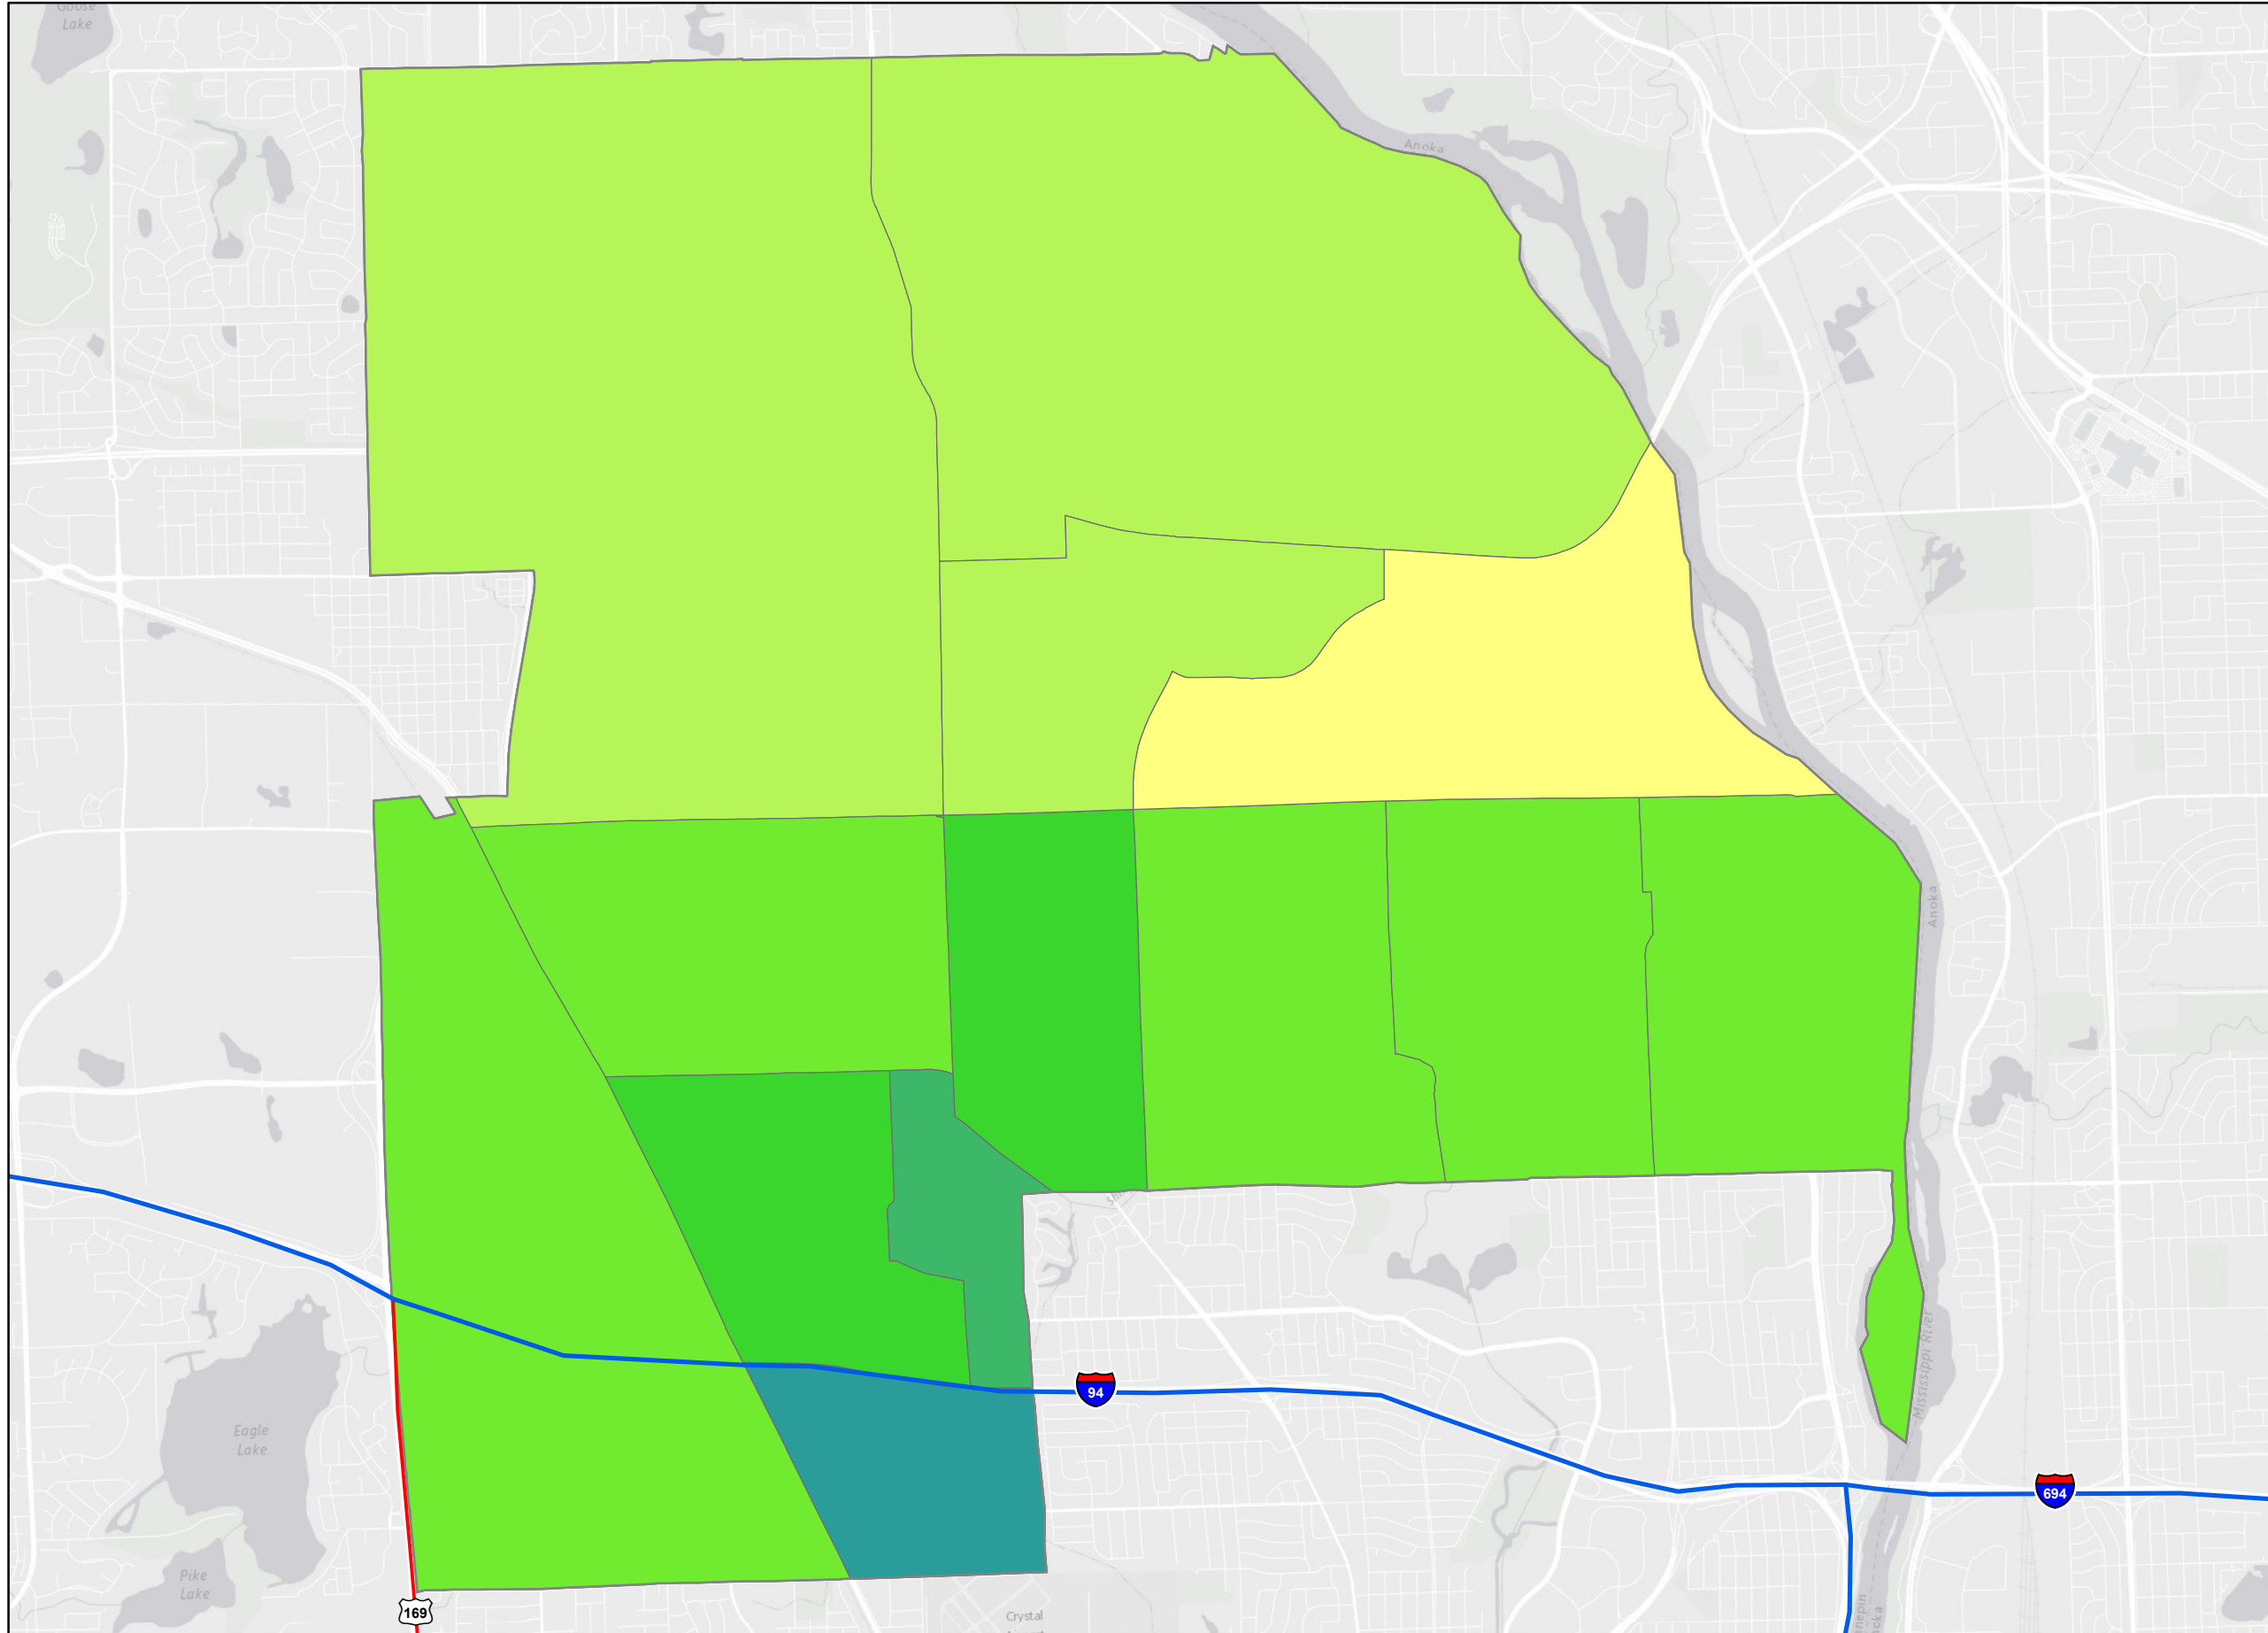 Goose
Lake
Anoka
Anoka
94
Mississippi River
Eagle
Lake
694
Pike
Lake
169
Crystal